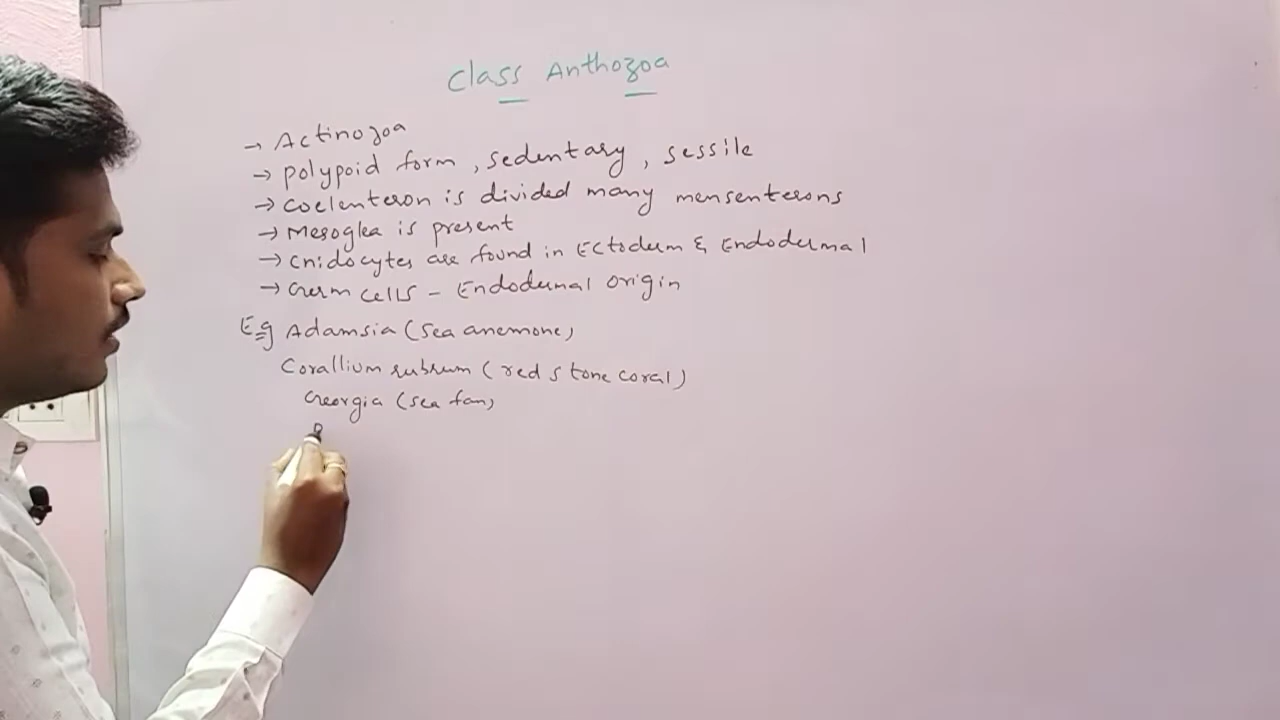 Class Anthozoa
→ Actinozoa
→ polypoid form, sedentary, sessile
→ coelenteron is divided many mensenterons
→ Mesoglea is present
→ cnidocytes are found in Ectoderm & Endodermal
→ Germ cells - Endodermal origin
E.g Adamsia (sea anemone)
Corallium rubrum (red stone coral)
Georgia (sea fan)
P